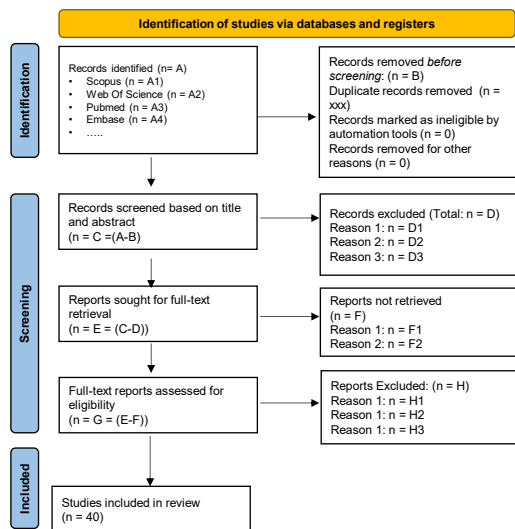 Identification of studies via databases and registers
Identification
Records identified (n= A)
• Scopus (n = A1)
• Web Of Science (n = A2)
• Pubmed (n = A3)
• Embase (n = A4)
• …..
Records removed before
screening: (n = B)
Duplicate records removed (n =
xxx)
Records marked as ineligible by
automation tools (n = 0)
Records removed for other
reasons (n = 0)
Screening
Records screened based on title
and abstract
(n = C =(A-B)
Records excluded (Total: n = D)
Reason 1: n = D1
Reason 2: n = D2
Reason 3: n = D3
Reports sought for full-text
retrieval
(n = E = (C-D))
Reports not retrieved
(n = F)
Reason 1: n = F1
Reason 2: n = F2
Full-text reports assessed for
eligibility
(n = G = (E-F))
Reports Excluded: (n = H)
Reason 1: n = H1
Reason 1: n = H2
Reason 1: n = H3
Included
Studies included in review
(n = 40)